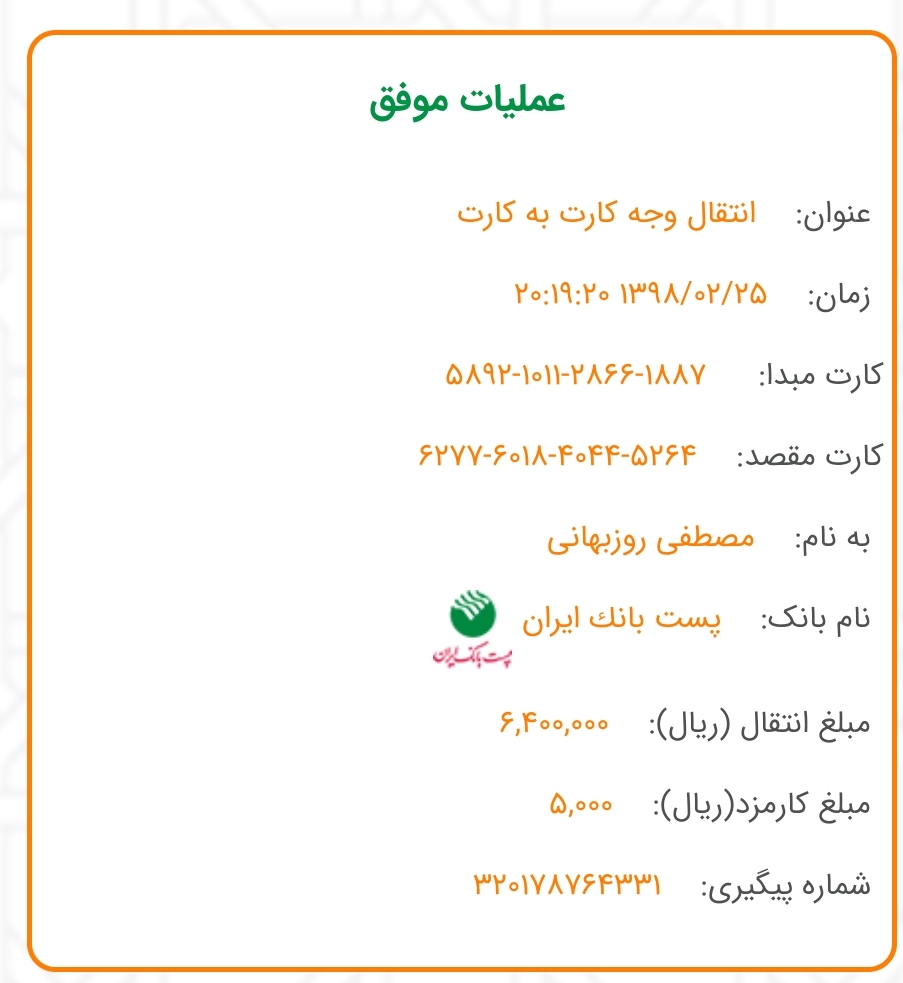 عملیات موفق
عنوان: انتقال وجه کارت به کارت
زمان: ۱۳۹۸/۰۲/۲۵ ۲۰:۱۹:۲۰
کارت مبدا: ۵۸۹۲-۱۰۱۱-۲۸۶۶-۱۸۸۷
کارت مقصد: ۶۲۷۷-۶۰۱۸-۴۰۴۴-۵۲۶۴
به نام: مصطفی روزبهانی
نام بانک: پست بانك ایران
پست بانک ایران
مبلغ انتقال (ریال): ۶,۴۰۰,۰۰۰
مبلغ کارمزد(ریال): ۵,۰۰۰
شماره پیگیری: ۳۲۰۱۷۸۷۶۴۳۳۱